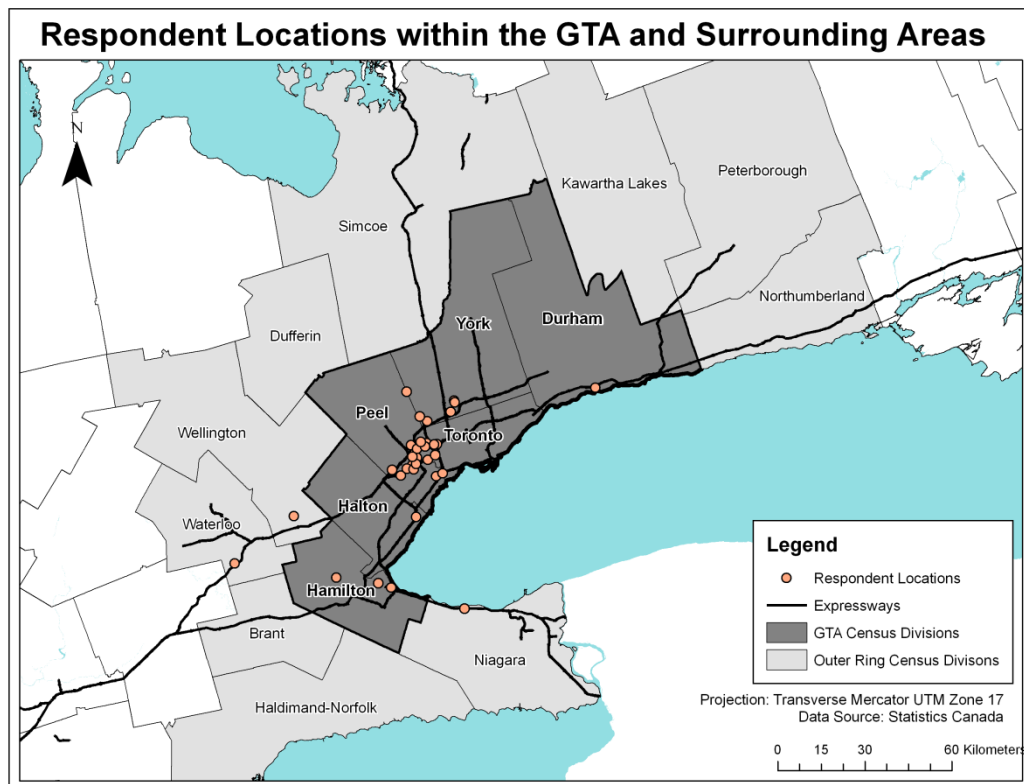 Respondent Locations within the GTA and Surrounding Areas
N
Kawartha Lakes
Peterborough
Simcoe
Northumberland
York
Durham
Dufferin
Peel
Wellington
Toronto
Halton
Waterloo
Hamilton
Brant
Niagara
Haldimand-Norfolk
Legend
Respondent Locations
Expressways
GTA Census Divisions
Outer Ring Census Divisons
Projection: Transverse Mercator UTM Zone 17
Data Source: Statistics Canada
0 15 30 60 Kilometers